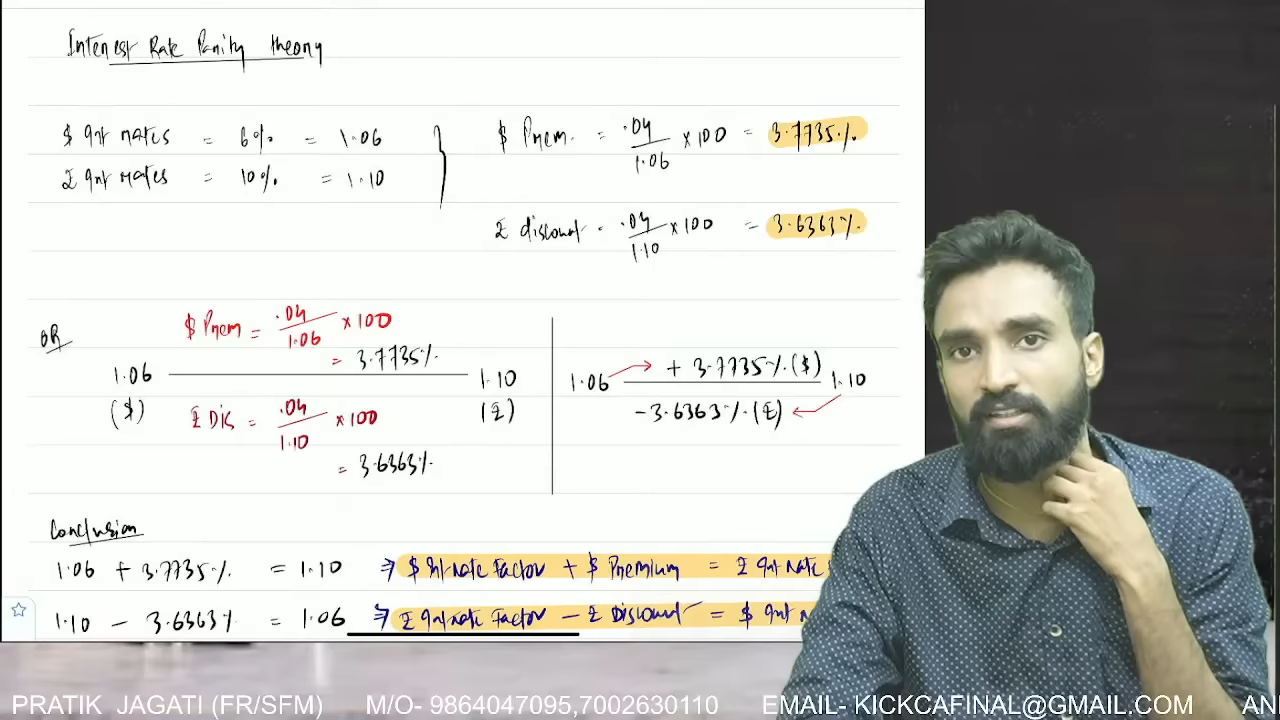 Interest Rate Parity theory
$ Int rates = 6% = 1.06
£ Int rates = 10% = 1.10
$ Prem. = .04/1.06 × 100 = 3.7735%
£ discount = .04/1.10 × 100 = 3.6363%
OR
$ Prem = .04/1.06 × 100
= 3.7735%
1.06 1.10
($) (£)
£ Dis = .04/1.10 × 100
= 3.6363%
1.06 + 3.7735% ($) 1.10
-3.6363% (£)
Conclusion
1.06 + 3.7735% = 1.10 ⇒ $ Int rate Factor + $ Premium = £ Int rate
1.10 - 3.6363% = 1.06 ⇒ £ Int rate Factor - £ Discount = $ Int
PRATIK JAGATI (FR/SFM) M/O- 9864047095,7002630110 EMAIL- KICKCAFINAL@GMAIL.COM AN